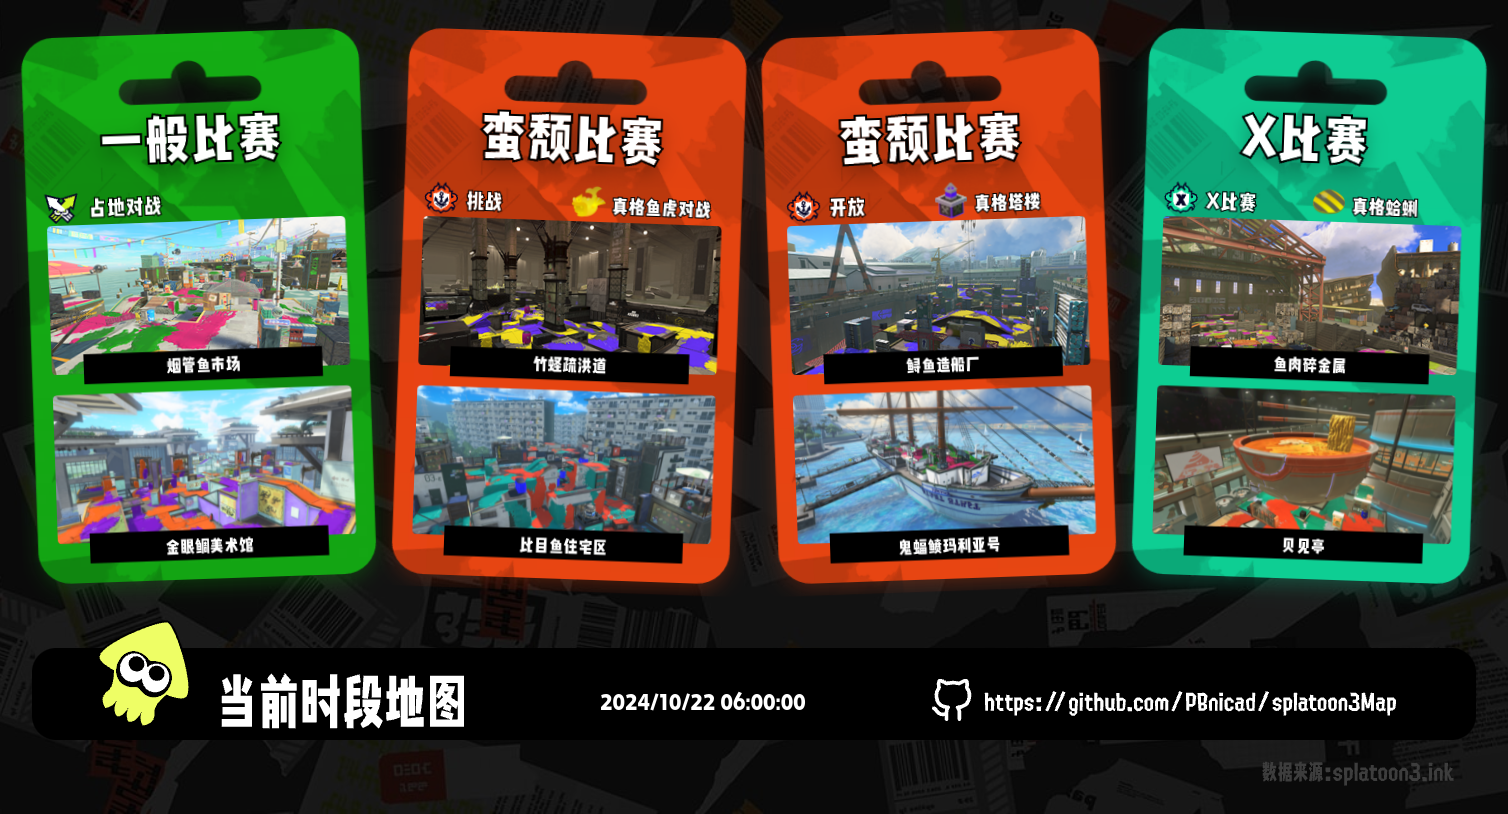 一般比赛
占地对战
烟管鱼市场
金眼鲷美术馆
蛮颓比赛
挑战
真格鱼虎对战
竹蛏疏洪道
比目鱼住宅区
蛮颓比赛
开放
真格塔楼
鲟鱼造船厂
鬼蝠鲼玛利亚号
X比赛
X比赛
真格蛤蜊
鱼肉碎金属
贝见亭
当前时段地图
2024/10/22 06:00:00
https://github.com/PBnicad/splatoon3Map
数据来源:splatoon3.ink